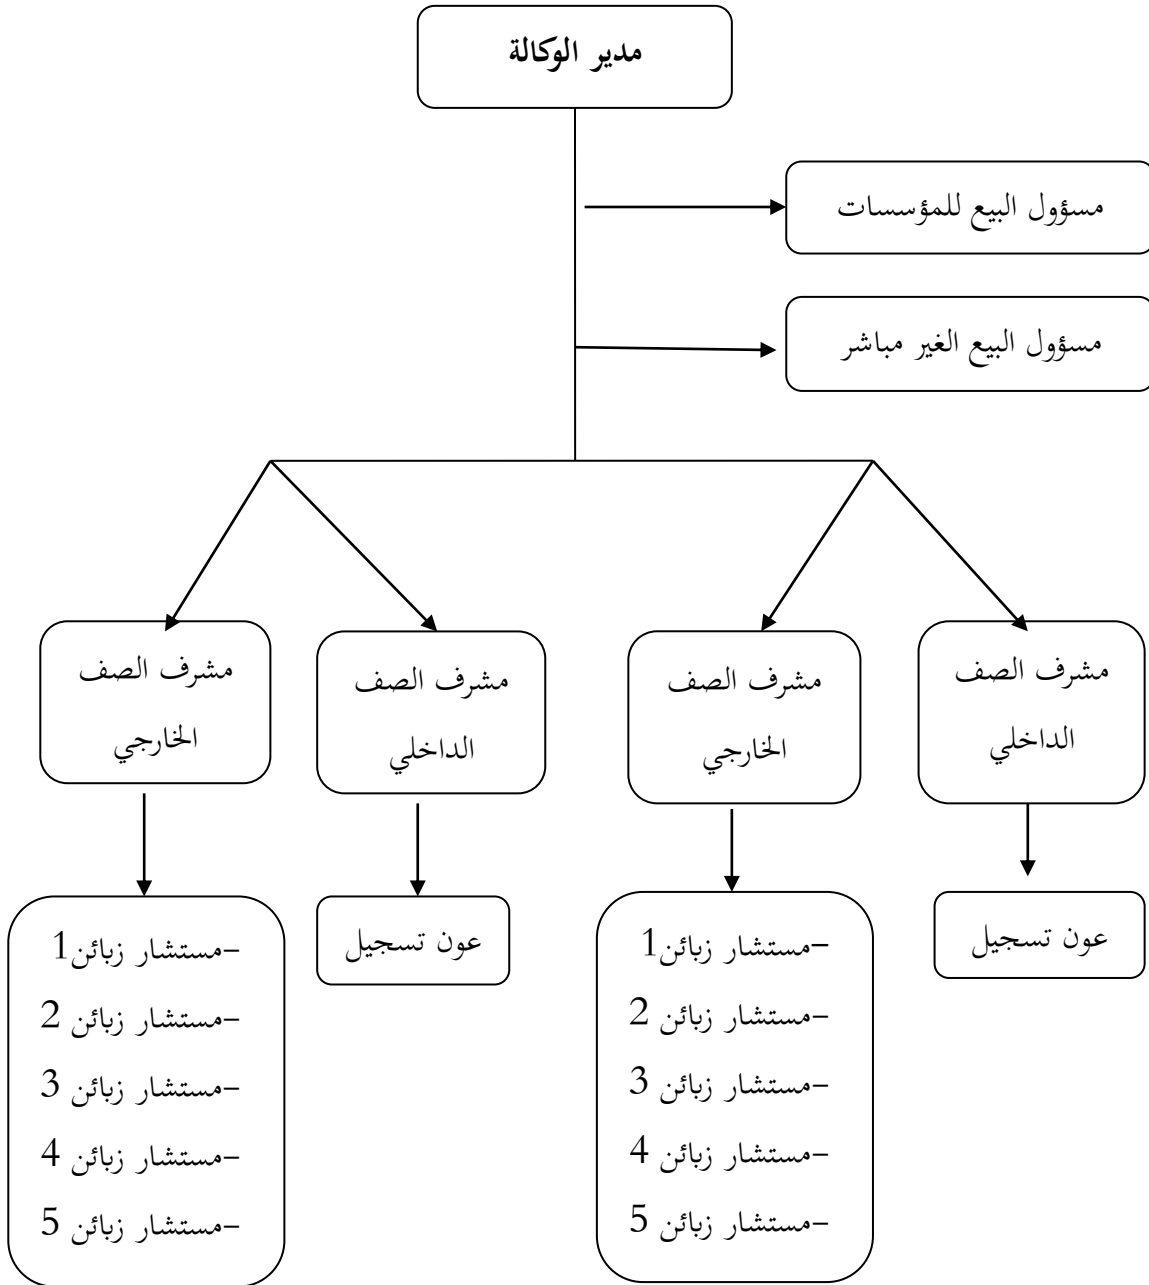 مدير الوكالة
مسؤول البيع للمؤسسات
مسؤول البيع الغير مباشر
مشرف الصف
الداخلي
مشرف الصف
الخارجي
مشرف الصف
الداخلي
مشرف الصف
الخارجي
عون تسجيل
-مستشار زبائن1
-مستشار زبائن 2
-مستشار زبائن 3
-مستشار زبائن 4
-مستشار زبائن 5
عون تسجيل
-مستشار زبائن1
-مستشار زبائن 2
-مستشار زبائن 3
-مستشار زبائن 4
-مستشار زبائن 5